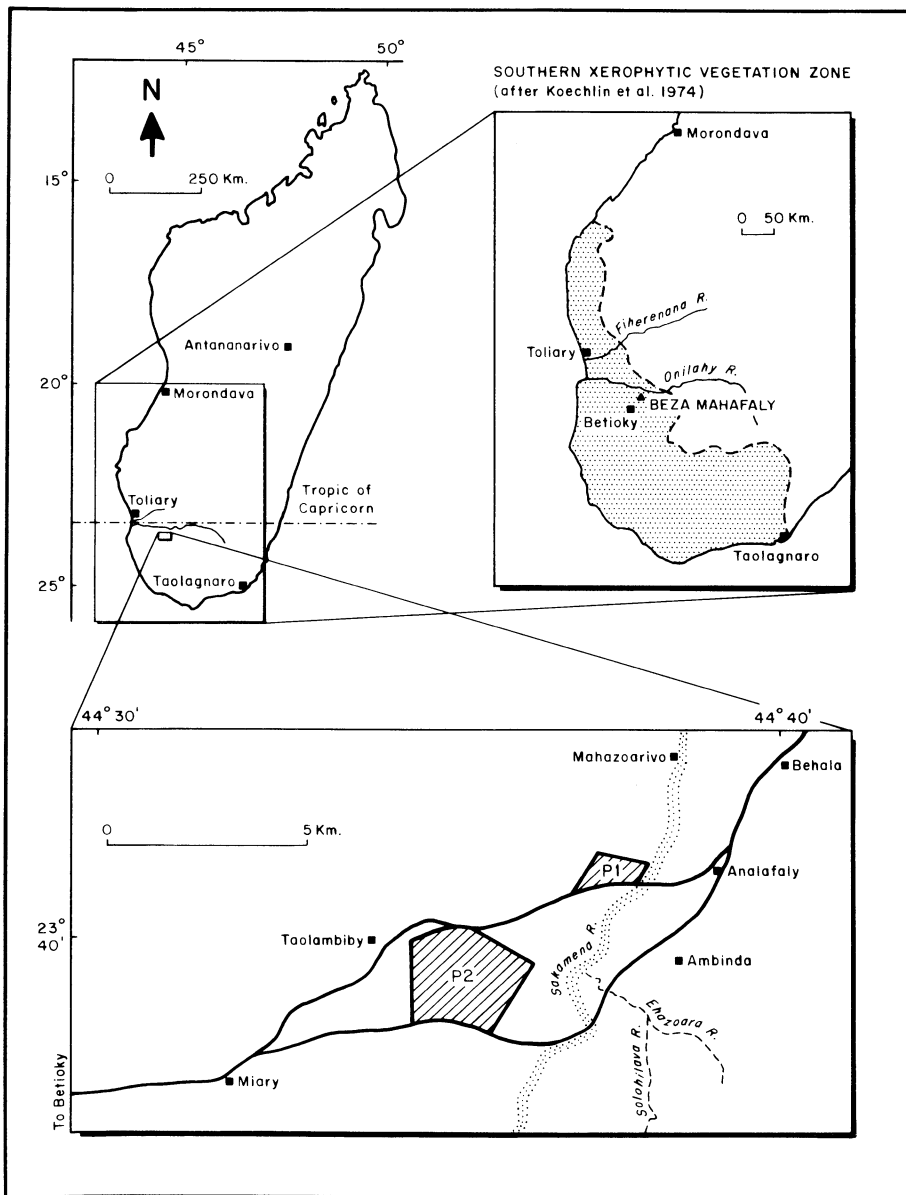 45°
50°
N
0 250 Km.
15°
Antananarivo
20°
Morondava
Toliary
Tropic of
Capricorn
Taolagnaro
25°
SOUTHERN XEROPHYTIC VEGETATION ZONE
(after Koechlin et al. 1974)
Morondava
0 50 Km.
Fiherenana R.
Toliary
Onilahy R.
BEZA MAHAFALY
Betioky
Taolagnaro
44° 30'
44° 40'
Mahazoarivo
Behala
0 5 Km.
P1
Analafaly
23°
40'
Taolambiby
Sakamena R.
Ambinda
P2
Ehazoara R.
Salohilava R.
To Betioky
Miary